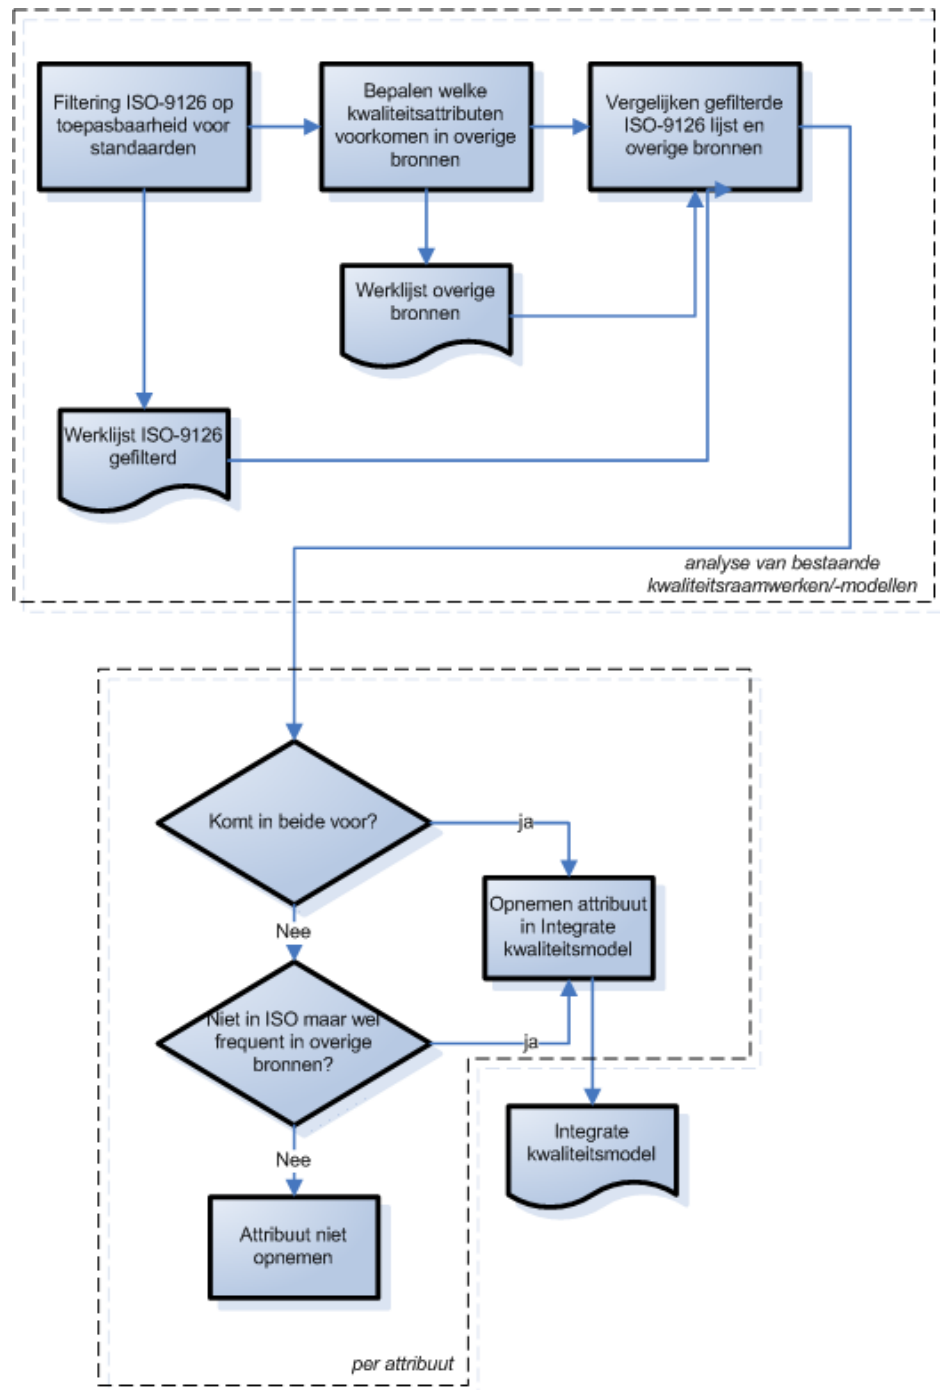 Filtering ISO-9126 op
toepasbaarheid voor
standaarden
Bepalen welke
kwaliteitsattributen
voorkomen in overige
bronnen
Vergelijken gefilterde
ISO-9126 lijst en
overige bronnen
Werklijst overige
bronnen
Werklijst ISO-9126
gefilterd
analyse van bestaande
kwaliteitsraamwerken/-modellen
Komt in beide voor?
ja
Opnemen attribuut
in Integrate
kwaliteitsmodel
Nee
Niet in ISO maar wel
frequent in overige
bronnen?
ja
Integrate
kwaliteitsmodel
Nee
Attribuut niet
opnemen
per attribuut